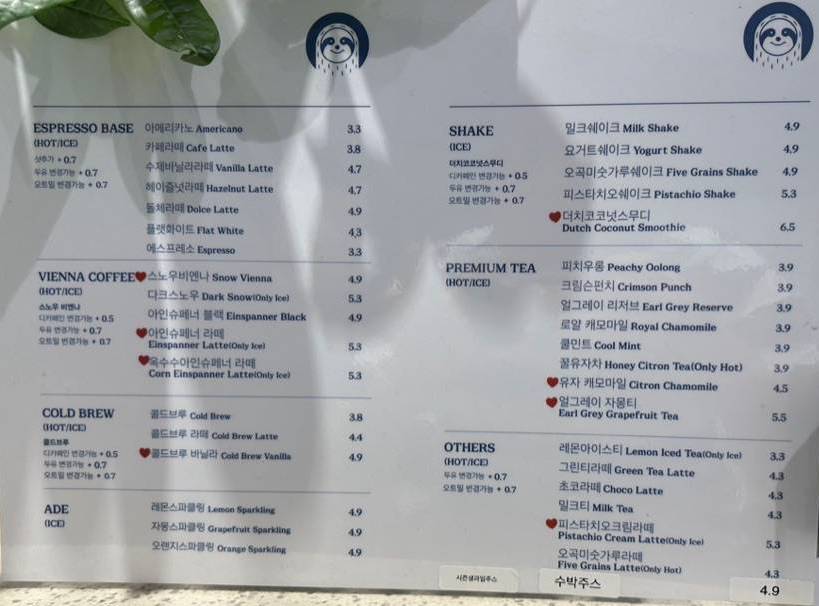 ESPRESSO BASE
(HOT/ICE)
샷추가 + 0.7
두유 변경가능 + 0.7
오트밀 변경가능 + 0.7
아메리카노 Americano 3.3
카페라떼 Cafe Latte 3.8
수제바닐라라떼 Vanilla Latte 4.7
헤이즐넛라떼 Hazelnut Latte 4.7
돌체라떼 Dolce Latte 4.9
플랫화이트 Flat White 4.3
에스프레소 Espresso 3.3
VIENNA COFFEE
(HOT/ICE)
스노우 비엔나
디카페인 변경가능 + 0.5
두유 변경가능 + 0.7
오트밀 변경가능 + 0.7
스노우비엔나 Snow Vienna 4.9
다크스노우 Dark Snow(Only Ice) 5.3
아인슈페너 블랙 Einspanner Black 4.9
아인슈페너 라떼
Einspanner Latte(Only Ice) 5.3
옥수수아인슈페너 라떼
Corn Einspanner Latte(Only Ice) 5.3
COLD BREW
(HOT/ICE)
콜드브루
디카페인 변경가능 + 0.5
두유 변경가능 + 0.7
오트밀 변경가능 + 0.7
콜드브루 Cold Brew 3.8
콜드브루 라떼 Cold Brew Latte 4.4
콜드브루 바닐라 Cold Brew Vanilla 4.9
ADE
(ICE)
레몬스파클링 Lemon Sparkling 4.9
자몽스파클링 Grapefruit Sparkling 4.9
오렌지스파클링 Orange Sparkling 4.9
SHAKE
(ICE)
더치코코넛스무디
디카페인 변경가능 + 0.5
두유 변경가능 + 0.7
오트밀 변경가능 + 0.7
밀크쉐이크 Milk Shake 4.9
요거트쉐이크 Yogurt Shake 4.9
오곡미숫가루쉐이크 Five Grains Shake 4.9
피스타치오쉐이크 Pistachio Shake 5.3
더치코코넛스무디
Dutch Coconut Smoothie 6.5
PREMIUM TEA
(HOT/ICE)
피치우롱 Peachy Oolong 3.9
크림슨펀치 Crimson Punch 3.9
얼그레이 리저브 Earl Grey Reserve 3.9
로얄 캐모마일 Royal Chamomile 3.9
쿨민트 Cool Mint 3.9
꿀유자차 Honey Citron Tea(Only Hot) 3.9
유자 캐모마일 Citron Chamomile 4.5
얼그레이 자몽티
Earl Grey Grapefruit Tea 5.5
OTHERS
(HOT/ICE)
두유 변경가능 + 0.7
오트밀 변경가능 + 0.7
레몬아이스티 Lemon Iced Tea(Only Ice) 3.3
그린티라떼 Green Tea Latte 4.3
초코라떼 Choco Latte 4.3
밀크티 Milk Tea 4.3
피스타치오크림라떼
Pistachio Cream Latte(Only Ice) 5.3
오곡미숫가루라떼
Five Grains Latte(Only Hot) 4.3
시즌생과일주스 수박주스 4.9